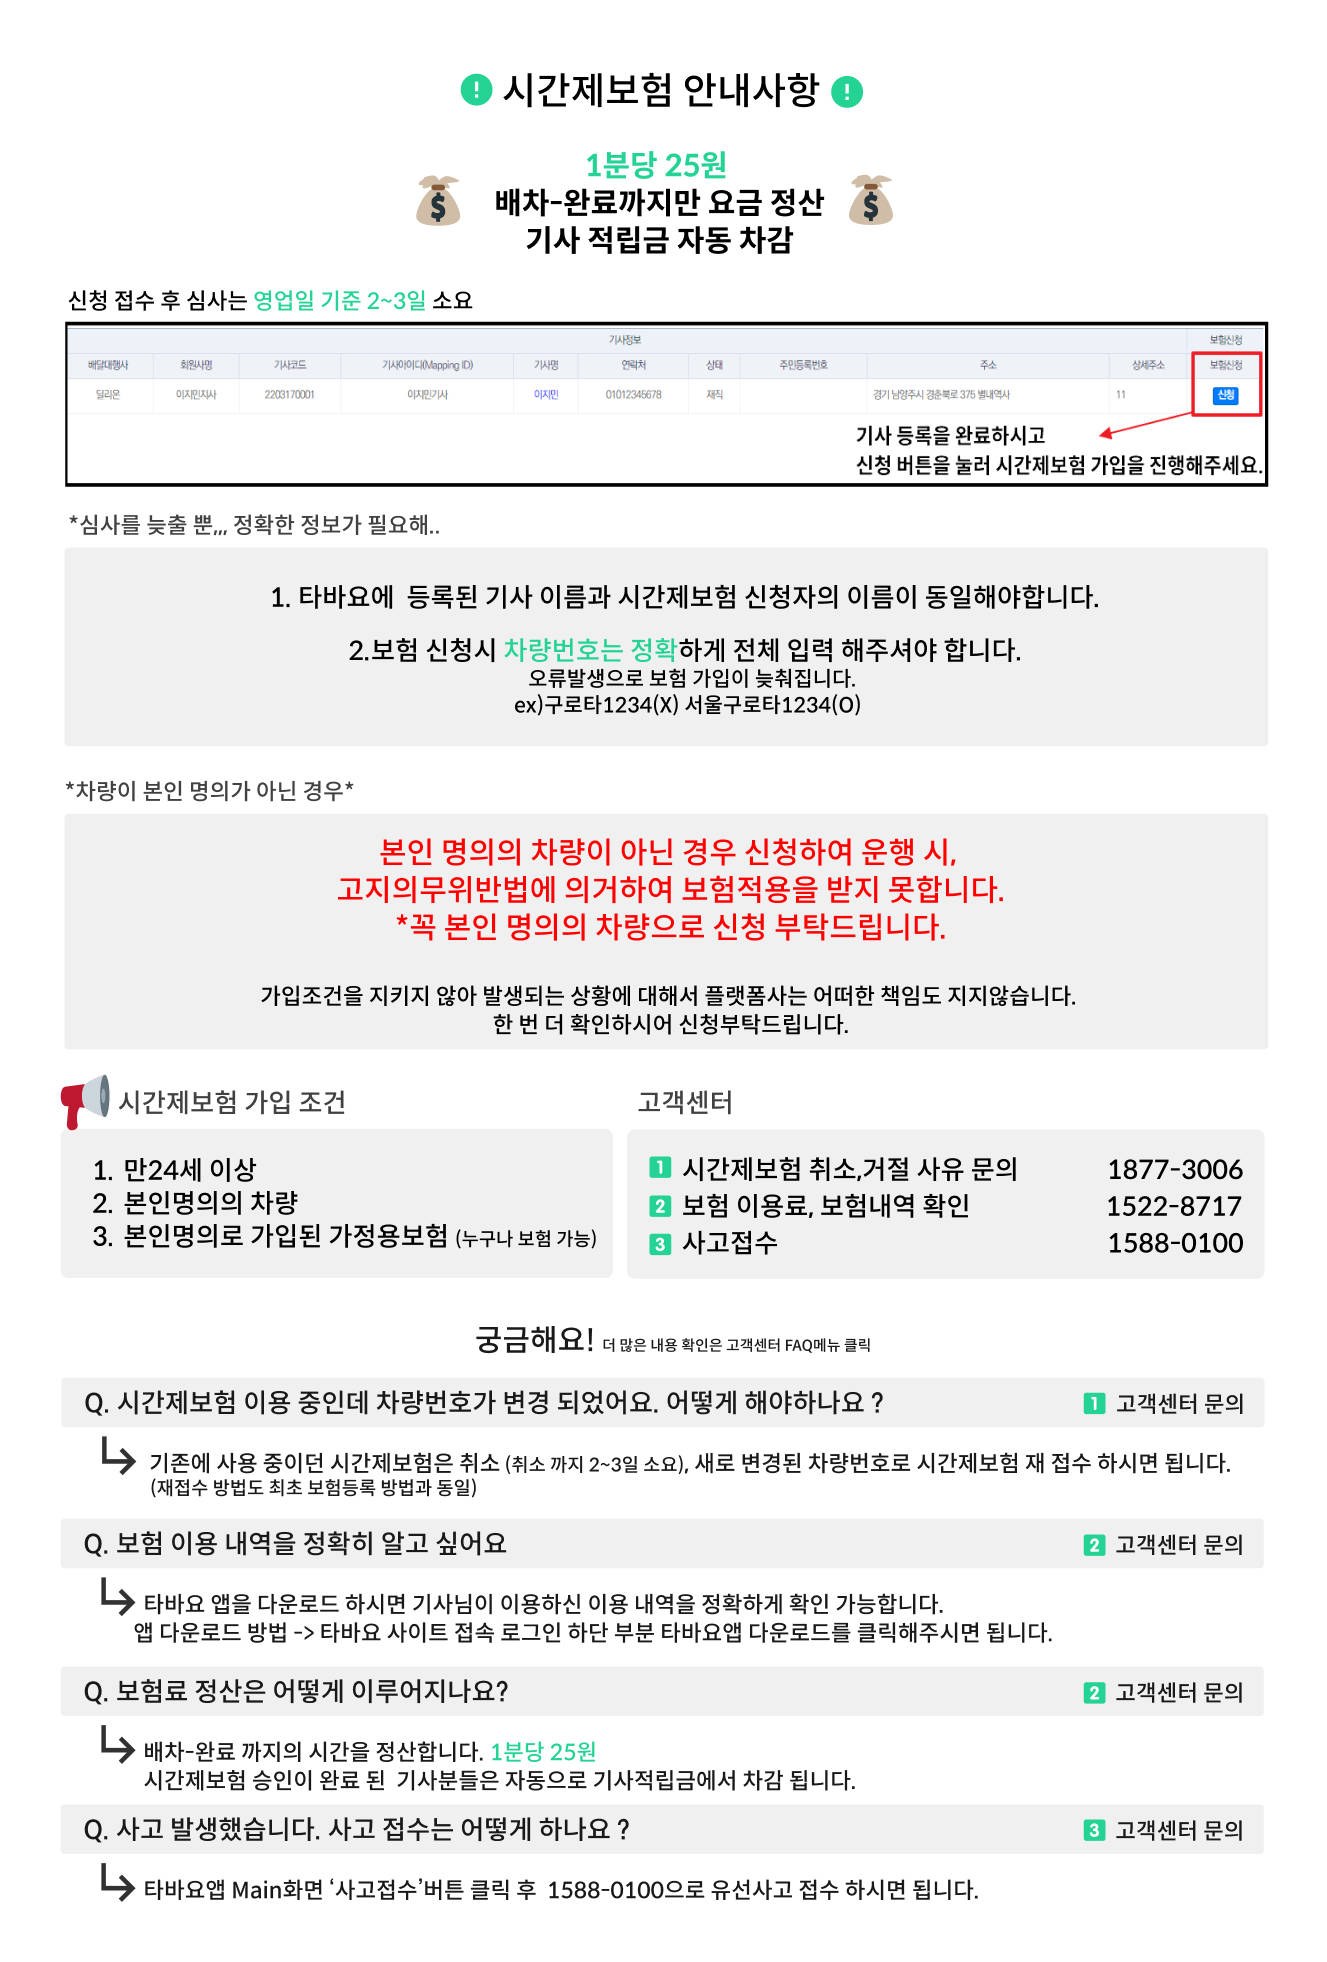 시간제보험 안내사항
1분당 25원
배차-완료까지만 요금 정산
기사 적립금 자동 차감
신청 접수 후 심사는 영업일 기준 2~3일 소요
기사정보 보험신청
배달대행사 회원사명 기사코드 기사아이디(Mapping ID) 기사명 연락처 상태 주민등록번호 주소 상세주소 보험신청
딜리온 이지민지사 2203170001 이지민기사 이지민 01012345678 재직 경기 남양주시 경춘북로 375 별내역사 11 신청
기사 등록을 완료하시고
신청 버튼을 눌러 시간제보험 가입을 진행해주세요.
*심사를 늦출 뿐,,, 정확한 정보가 필요해..
1. 타바요에 등록된 기사 이름과 시간제보험 신청자의 이름이 동일해야합니다.
2.보험 신청시 차량번호는 정확하게 전체 입력 해주셔야 합니다.
오류발생으로 보험 가입이 늦춰집니다.
ex)구로타1234(X) 서울구로타1234(O)
*차량이 본인 명의가 아닌 경우*
본인 명의의 차량이 아닌 경우 신청하여 운행 시,
고지의무위반법에 의거하여 보험적용을 받지 못합니다.
*꼭 본인 명의의 차량으로 신청 부탁드립니다.
가입조건을 지키지 않아 발생되는 상황에 대해서 플랫폼사는 어떠한 책임도 지지않습니다.
한 번 더 확인하시어 신청부탁드립니다.
시간제보험 가입 조건
1. 만24세 이상
2. 본인명의의 차량
3. 본인명의로 가입된 가정용보험 (누구나 보험 가능)
고객센터
1 시간제보험 취소,거절 사유 문의 1877-3006
2 보험 이용료, 보험내역 확인 1522-8717
3 사고접수 1588-0100
궁금해요! 더 많은 내용 확인은 고객센터 FAQ메뉴 클릭
Q. 시간제보험 이용 중인데 차량번호가 변경 되었어요. 어떻게 해야하나요 ? 1 고객센터 문의
기존에 사용 중이던 시간제보험은 취소 (취소 까지 2~3일 소요), 새로 변경된 차량번호로 시간제보험 재 접수 하시면 됩니다.
(재접수 방법도 최초 보험등록 방법과 동일)
Q. 보험 이용 내역을 정확히 알고 싶어요 2 고객센터 문의
타바요 앱을 다운로드 하시면 기사님이 이용하신 이용 내역을 정확하게 확인 가능합니다.
앱 다운로드 방법 -> 타바요 사이트 접속 로그인 하단 부분 타바요앱 다운로드를 클릭해주시면 됩니다.
Q. 보험료 정산은 어떻게 이루어지나요? 2 고객센터 문의
배차-완료 까지의 시간을 정산합니다. 1분당 25원
시간제보험 승인이 완료 된 기사분들은 자동으로 기사적립금에서 차감 됩니다.
Q. 사고 발생했습니다. 사고 접수는 어떻게 하나요 ? 3 고객센터 문의
타바요앱 Main화면 ‘사고접수’버튼 클릭 후 1588-0100으로 유선사고 접수 하시면 됩니다.